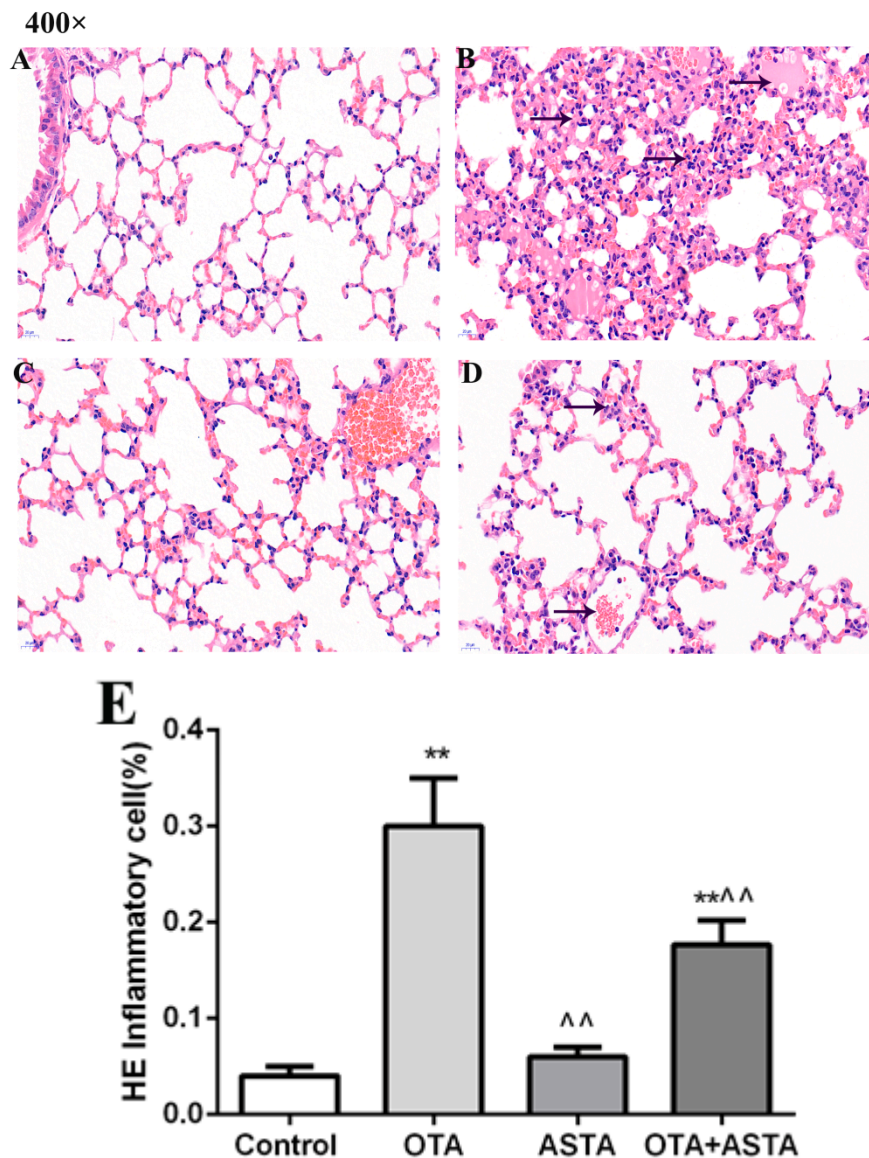 400×
A
B
C
D
E
HE Inflammatory cell(%)
0.4
0.3
0.2
0.1
0.0
**
^^
**^^
Control OTA ASTA OTA+ASTA